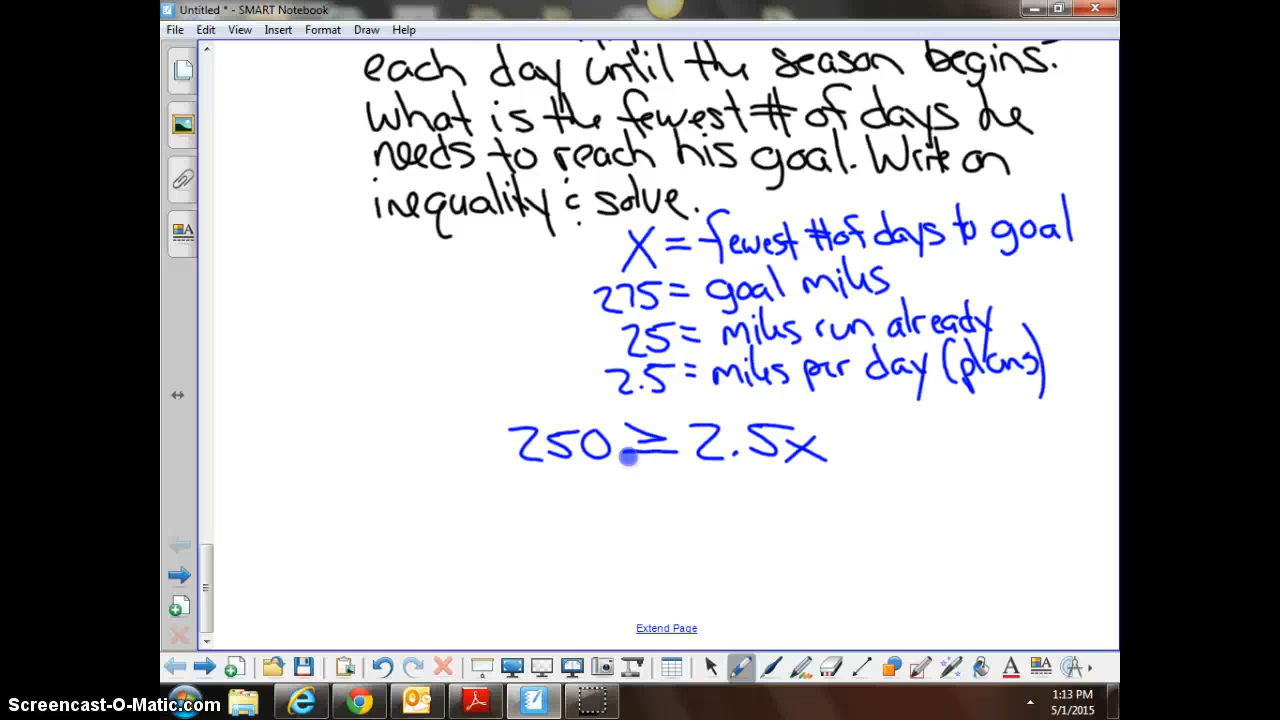 Untitled * - SMART Notebook
File Edit View Insert Format Draw Help
each day until the season begins.
What is the fewest # of days he
needs to reach his goal. Write an
inequality & solve.
x = fewest # of days to goal
275 = goal miles
25 = miles run already
2.5 = miles per day (plans)
250 ≥ 2.5x
Extend Page
Screencast-O-Matic.com
1:13 PM
5/1/2015